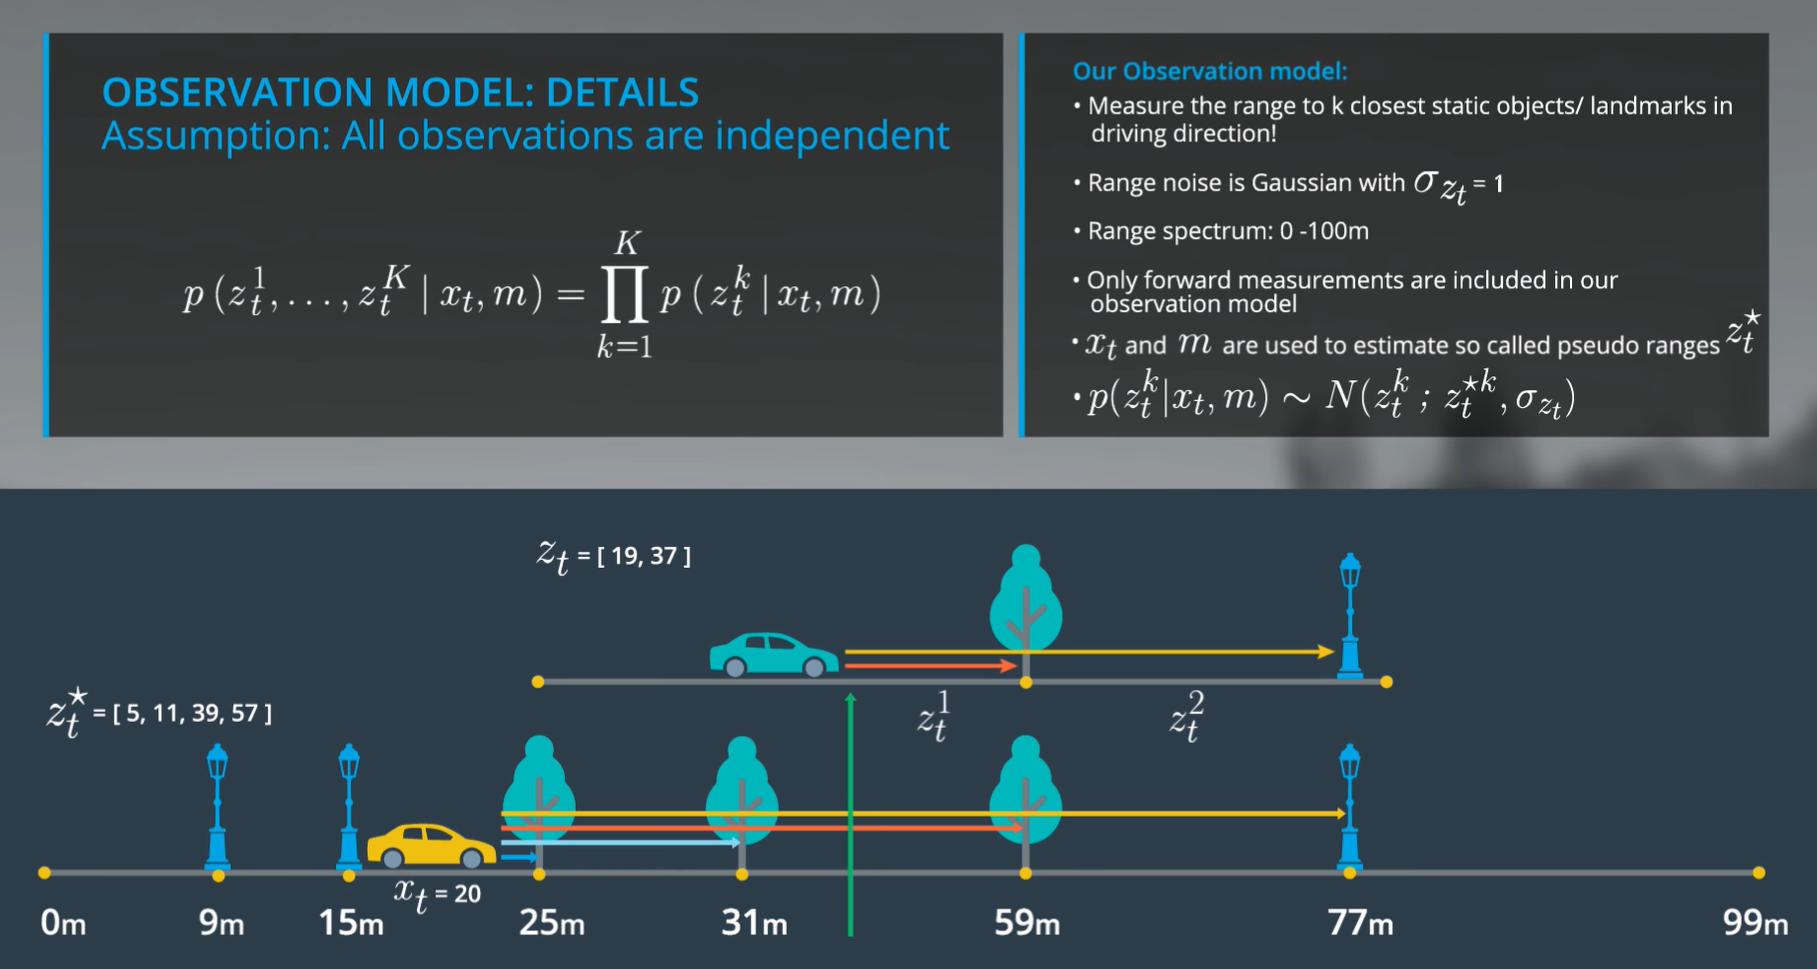 OBSERVATION MODEL: DETAILS
Assumption: All observations are independent
p (z_t^1, . . . , z_t^K | x_t, m) = ∏_{k=1}^{K} p (z_t^k | x_t, m)
Our Observation model:
• Measure the range to k closest static objects/ landmarks in
driving direction!
• Range noise is Gaussian with σ_{z_t} = 1
• Range spectrum: 0 -100m
• Only forward measurements are included in our
observation model
• x_t and m are used to estimate so called pseudo ranges z_t^★
• p(z_t^k|x_t, m) ~ N(z_t^k ; z_t^{★k}, σ_{z_t})
z_t = [ 19, 37 ]
z_t^1 z_t^2
z_t^★ = [ 5, 11, 39, 57 ]
x_t = 20
0m 9m 15m 25m 31m 59m 77m 99m